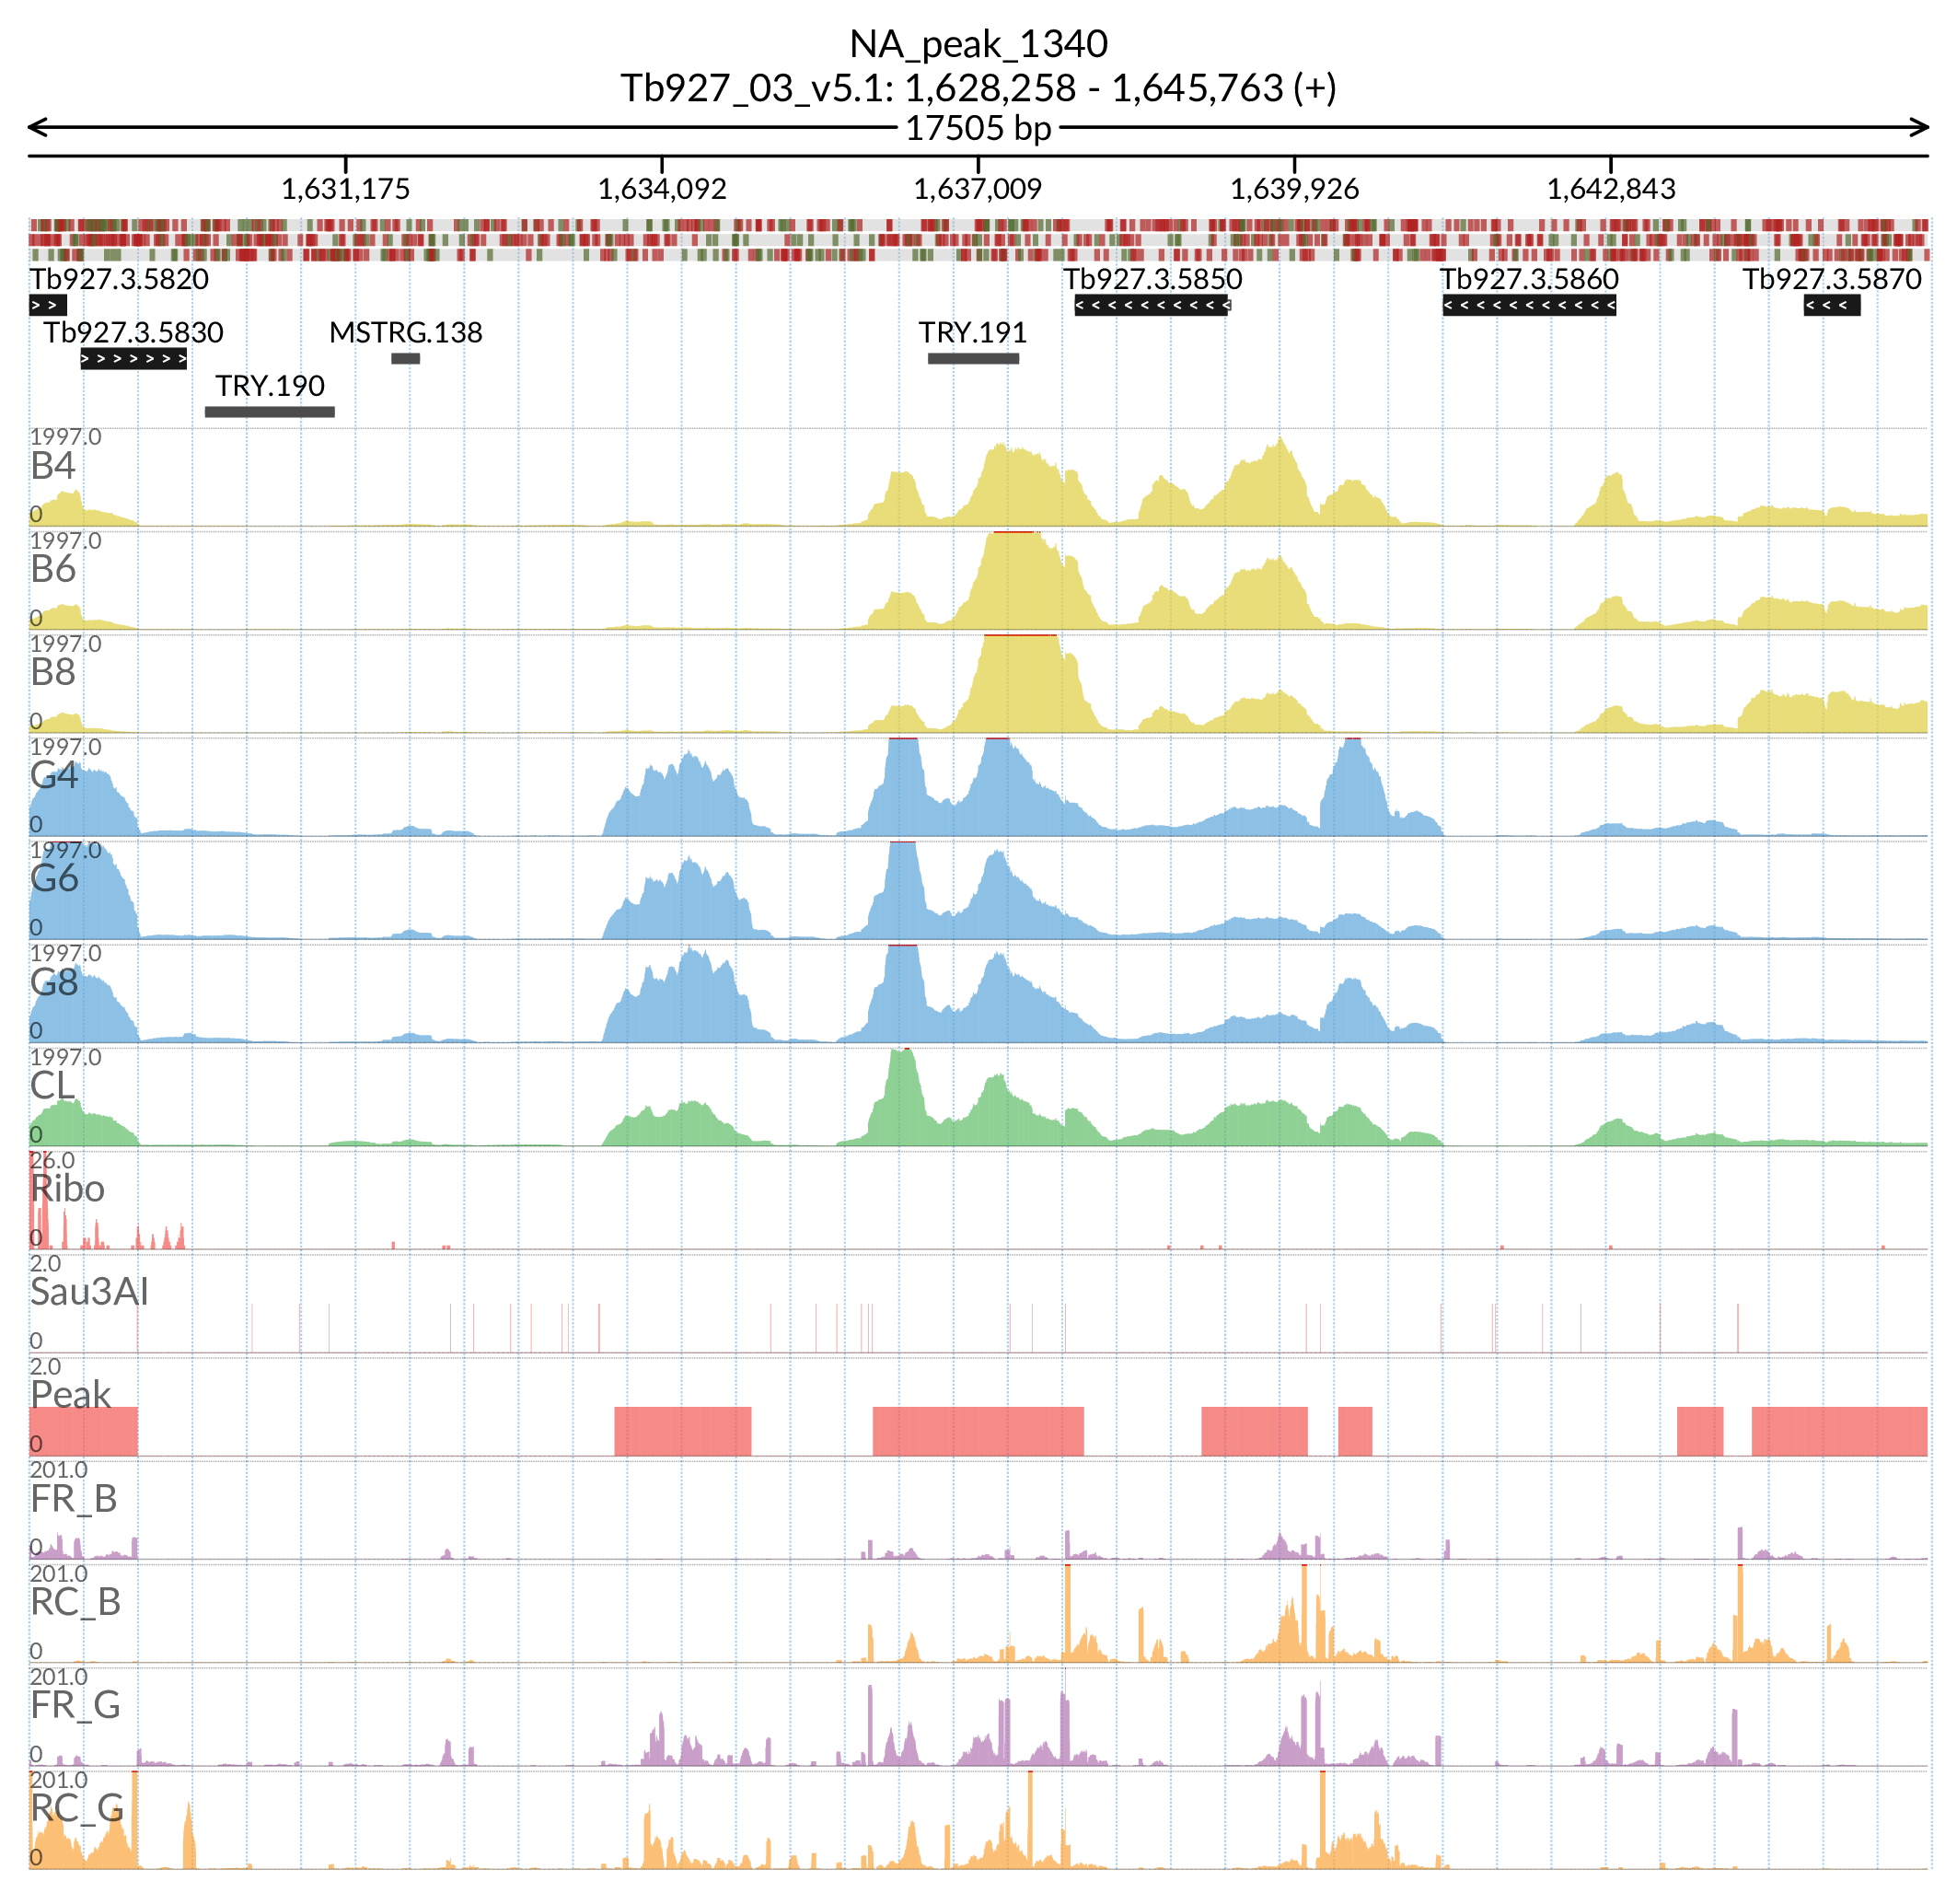 NA_peak_1340
Tb927_03_v5.1: 1,628,258 - 1,645,763 (+)
17505 bp
1,631,175 1,634,092 1,637,009 1,639,926 1,642,843
Tb927.3.5820 Tb927.3.5850 Tb927.3.5860 Tb927.3.5870
Tb927.3.5830 MSTRG.138 TRY.191
TRY.190
1997.0
B4
0
1997.0
B6
0
1997.0
B8
0
1997.0
G4
0
1997.0
G6
0
1997.0
G8
0
1997.0
CL
0
26.0
Ribo
0
2.0
Sau3AI
0
2.0
Peak
0
201.0
FR_B
0
201.0
RC_B
0
201.0
FR_G
0
201.0
RC_G
0